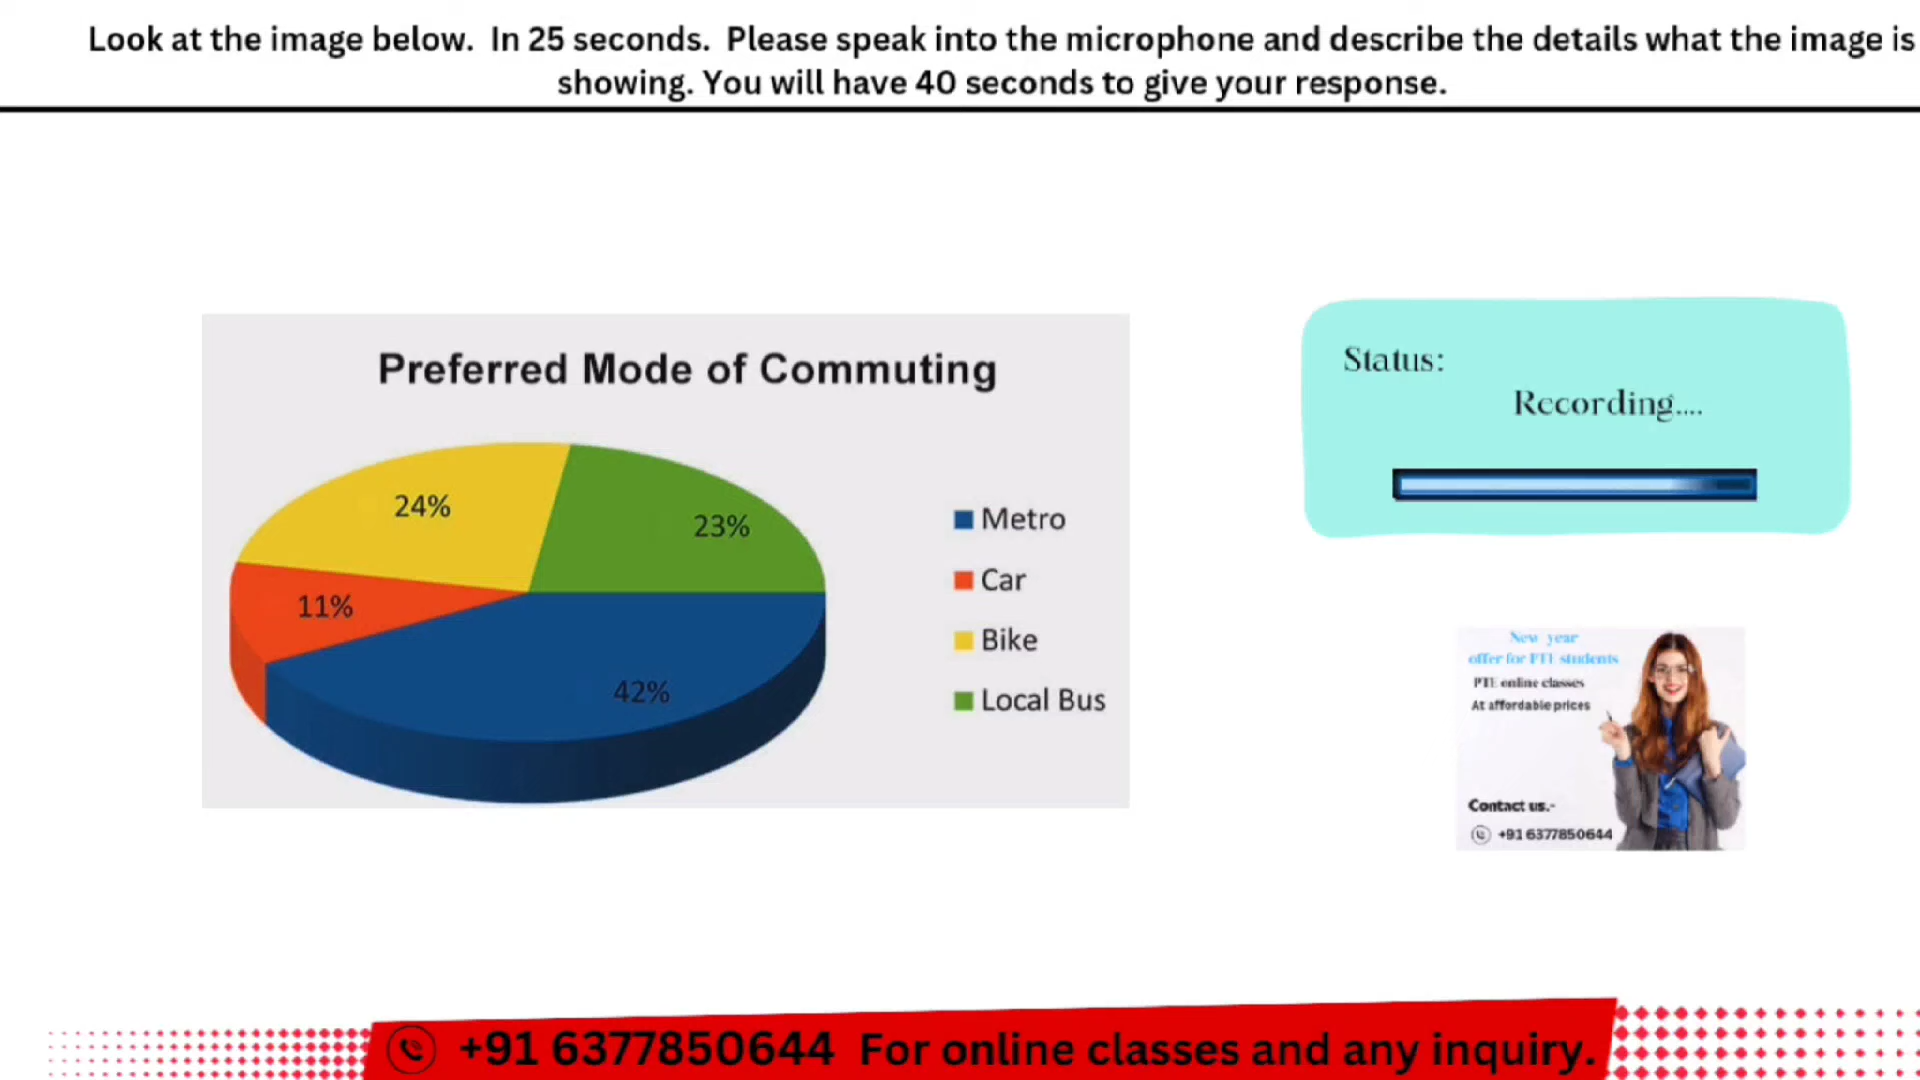 Look at the image below. In 25 seconds. Please speak into the microphone and describe the details what the image is
showing. You will have 40 seconds to give your response.
Preferred Mode of Commuting
24%
23%
11%
42%
Metro
Car
Bike
Local Bus
Status:
Recording....
New year
offer for PTE students
PTE online classes
At affordable prices
Contact us.-
+91 6377850644
+91 6377850644 For online classes and any inquiry.